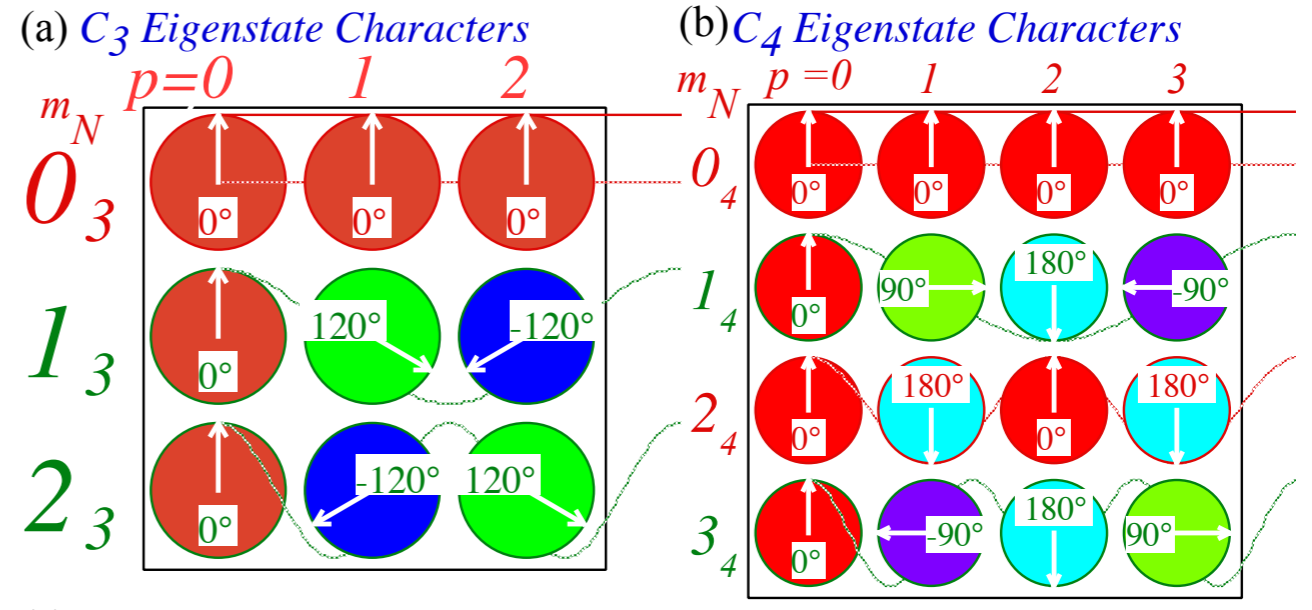 (a) C3 Eigenstate Characters
p=0 1 2
mN
03 0° 0° 0°
13 0° 120° -120°
23 0° -120° 120°
(b) C4 Eigenstate Characters
mN p =0 1 2 3
04 0° 0° 0° 0°
14 0° 90° 180° -90°
24 0° 180° 0° 180°
34 0° -90° 180° 90°